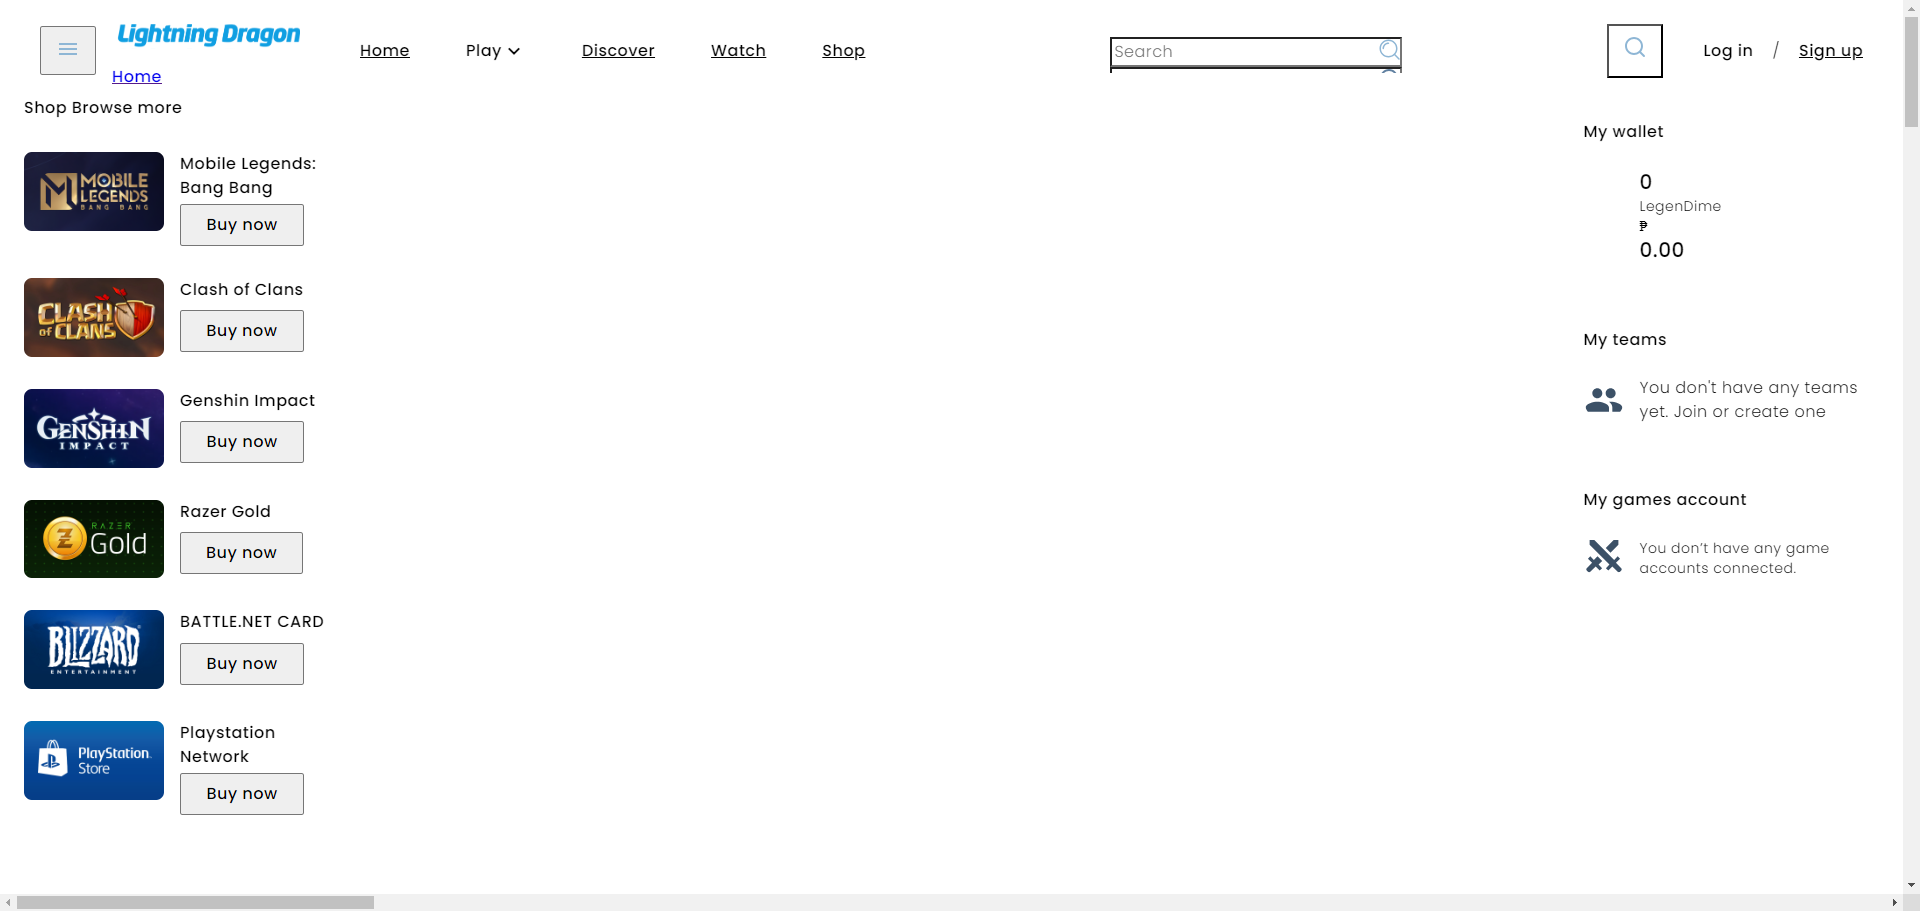 Lightning Dragon
Home
Home
Play
Discover
Watch
Shop
Search
Log in / Sign up
Shop Browse more
MOBILE
LEGENDS
BANG BANG
Mobile Legends:
Bang Bang
Buy now
CLASH
of CLANS
Clash of Clans
Buy now
GENSHIN
IMPACT
Genshin Impact
Buy now
RAZER
Gold
Razer Gold
Buy now
BLIZZARD
ENTERTAINMENT
BATTLE.NET CARD
Buy now
PlayStation
Store
Playstation
Network
Buy now
My wallet
0
LegenDime
₱
0.00
My teams
You don't have any teams
yet. Join or create one
My games account
You don’t have any game
accounts connected.